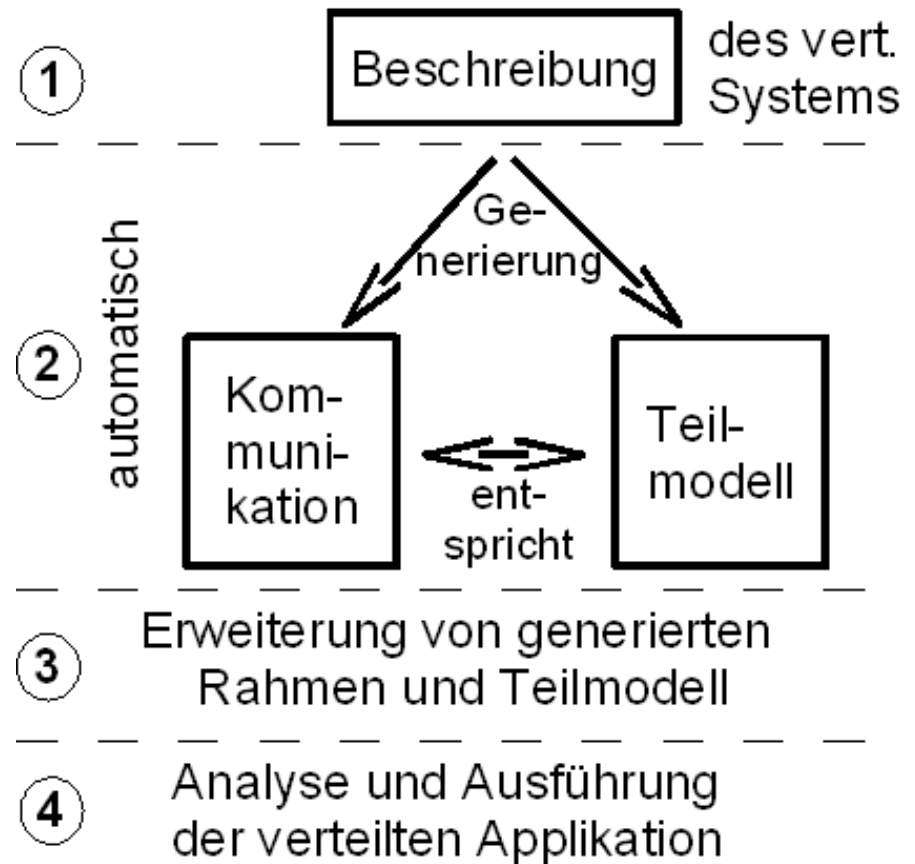 1
Beschreibung
des vert.
Systems
2
automatisch
Ge-
nerierung
Kom-
muni-
kation
ent-
spricht
Teil-
modell
3
Erweiterung von generierten
Rahmen und Teilmodell
4
Analyse und Ausführung
der verteilten Applikation